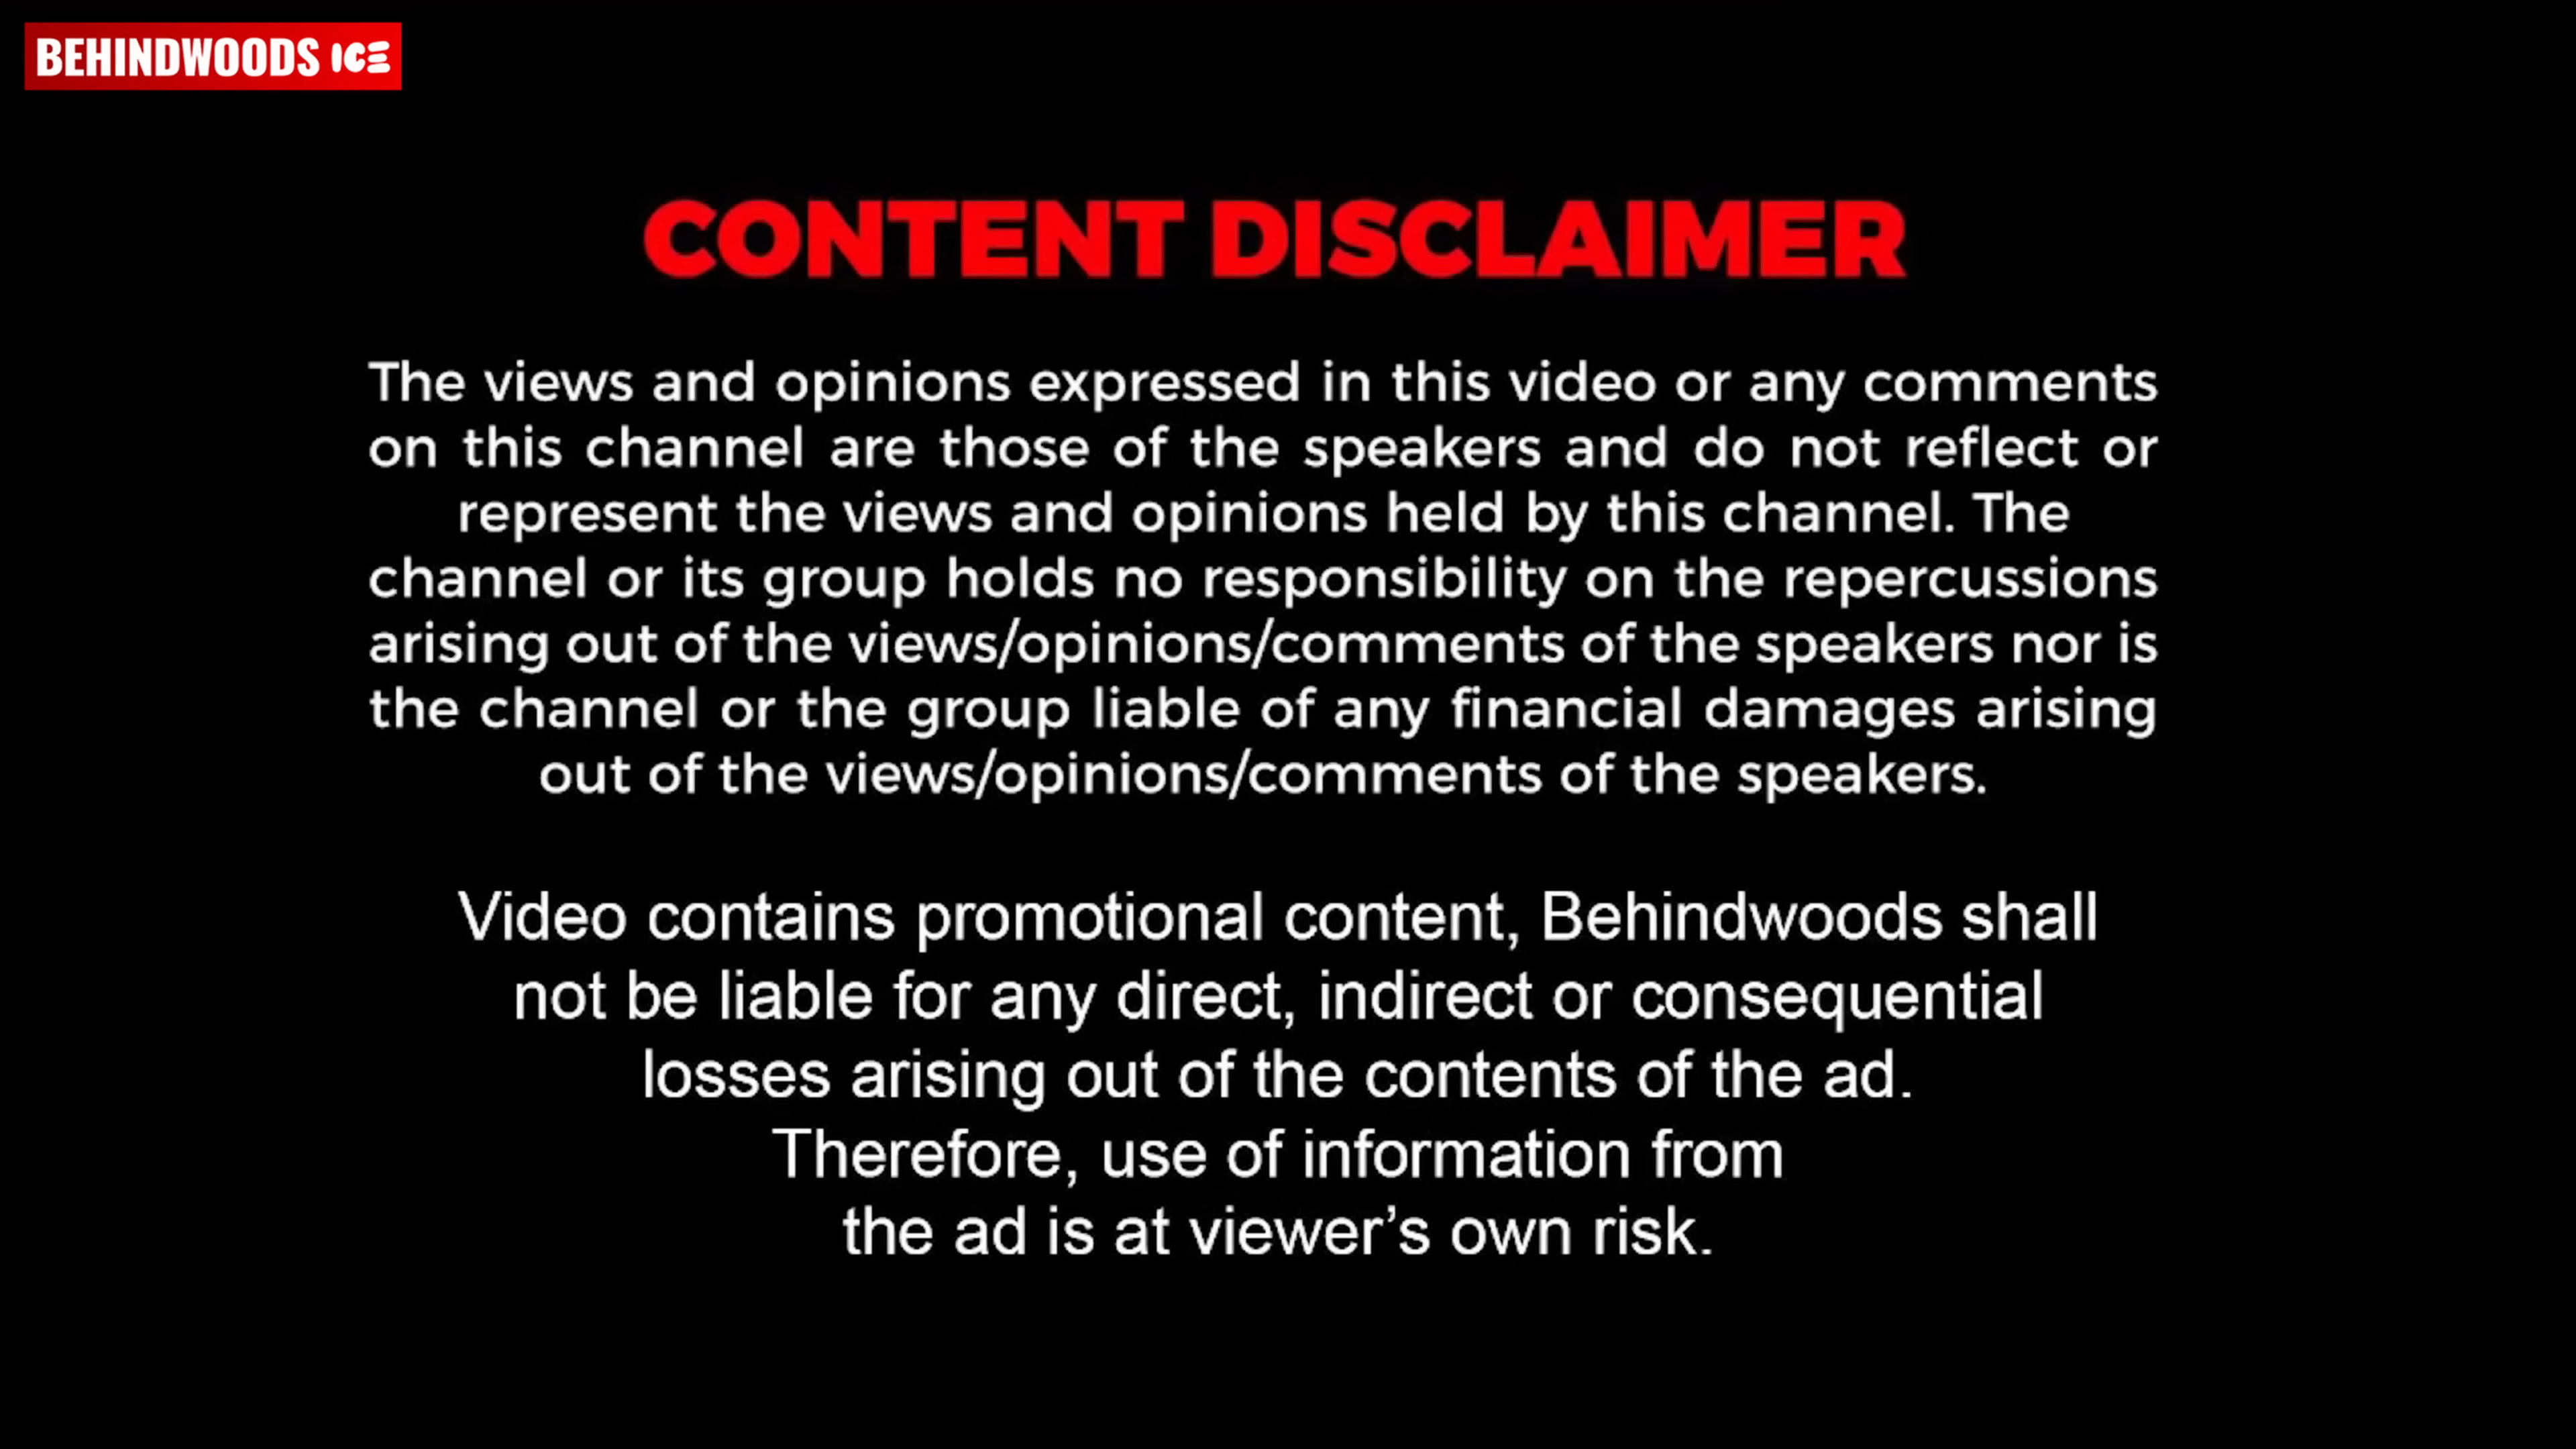 BEHINDWOODS ICE
CONTENT DISCLAIMER
The views and opinions expressed in this video or any comments
on this channel are those of the speakers and do not reflect or
represent the views and opinions held by this channel. The
channel or its group holds no responsibility on the repercussions
arising out of the views/opinions/comments of the speakers nor is
the channel or the group liable of any financial damages arising
out of the views/opinions/comments of the speakers.
Video contains promotional content, Behindwoods shall
not be liable for any direct, indirect or consequential
losses arising out of the contents of the ad.
Therefore, use of information from
the ad is at viewer’s own risk.